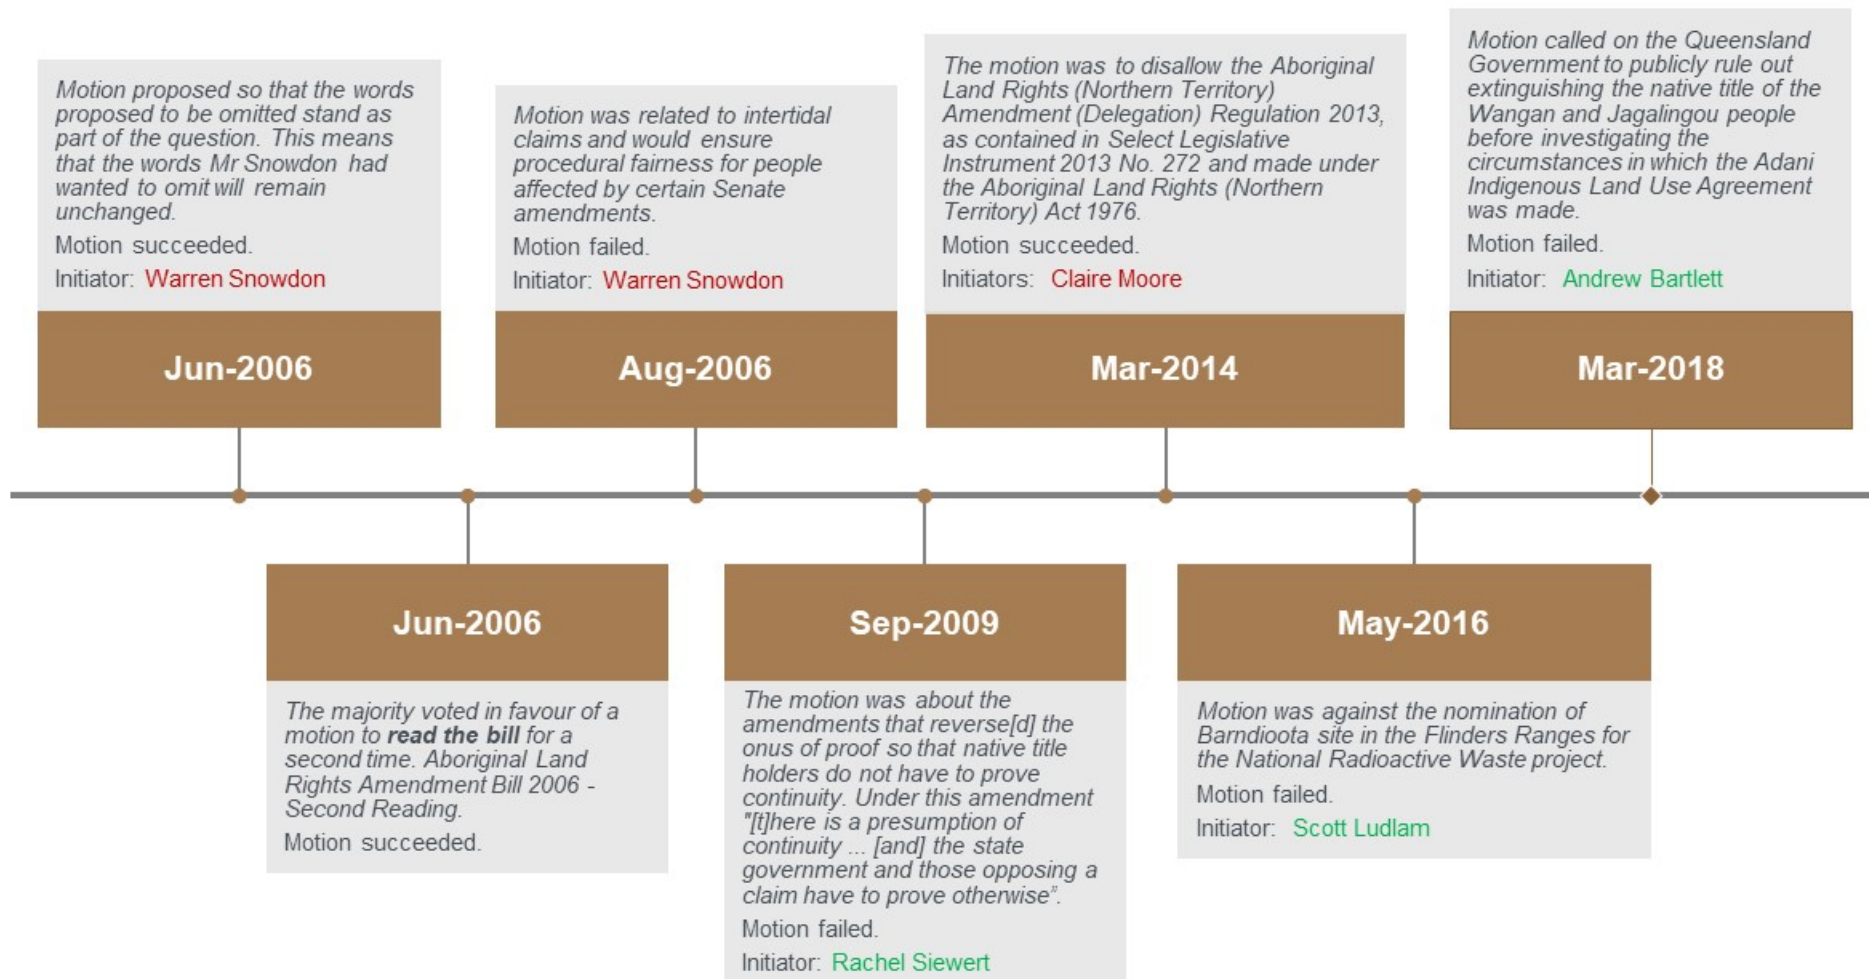 Motion proposed so that the words
proposed to be omitted stand as
part of the question. This means
that the words Mr Snowdon had
wanted to omit will remain
unchanged.
Motion succeeded.
Initiator: Warren Snowdon
Jun-2006
Motion was related to intertidal
claims and would ensure
procedural fairness for people
affected by certain Senate
amendments.
Motion failed.
Initiator: Warren Snowdon
Aug-2006
The motion was to disallow the Aboriginal
Land Rights (Northern Territory)
Amendment (Delegation) Regulation 2013,
as contained in Select Legislative
Instrument 2013 No. 272 and made under
the Aboriginal Land Rights (Northern
Territory) Act 1976.
Motion succeeded.
Initiators: Claire Moore
Mar-2014
Motion called on the Queensland
Government to publicly rule out
extinguishing the native title of the
Wangan and Jagalingou people
before investigating the
circumstances in which the Adani
Indigenous Land Use Agreement
was made.
Motion failed.
Initiator: Andrew Bartlett
Mar-2018
Jun-2006
The majority voted in favour of a
motion to read the bill for a
second time. Aboriginal Land
Rights Amendment Bill 2006 -
Second Reading.
Motion succeeded.
Sep-2009
The motion was about the
amendments that reverse[d] the
onus of proof so that native title
holders do not have to prove
continuity. Under this amendment
"[t]here is a presumption of
continuity ... [and] the state
government and those opposing a
claim have to prove otherwise”.
Motion failed.
Initiator: Rachel Siewert
May-2016
Motion was against the nomination of
Barndioota site in the Flinders Ranges for
the National Radioactive Waste project.
Motion failed.
Initiator: Scott Ludlam